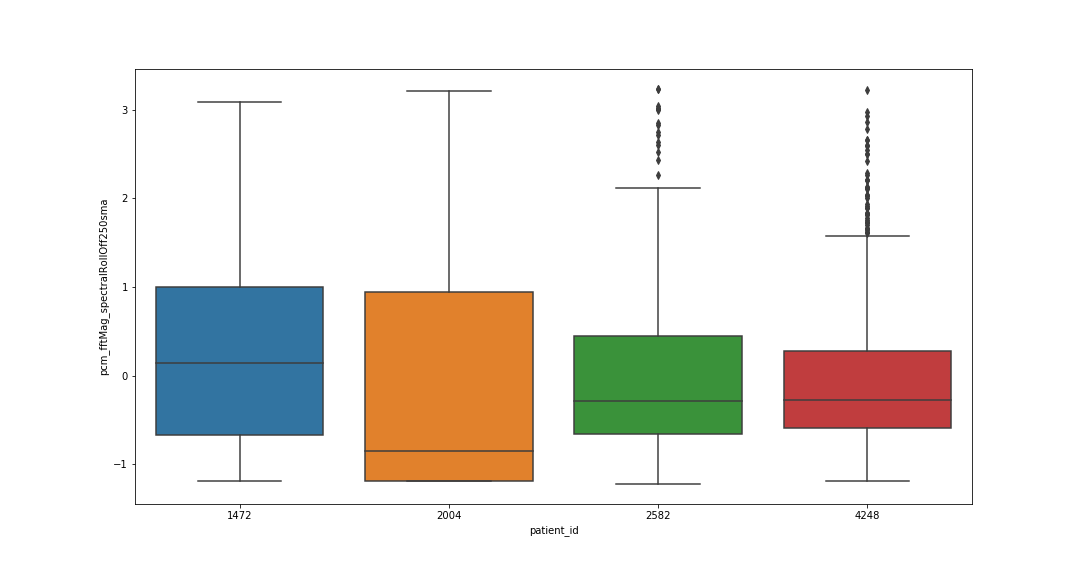 pcm_fftMag_spectralRollOff250sma
3
2
1
0
−1
1472 2004 2582 4248
patient_id